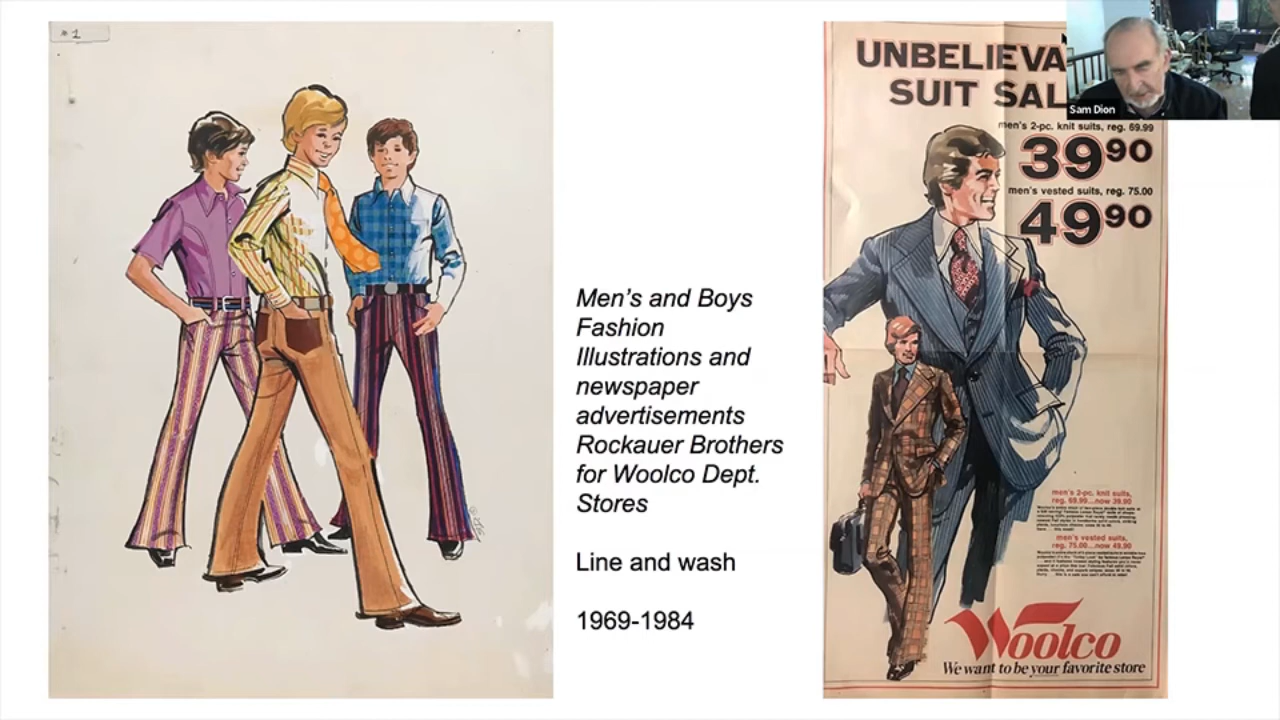 #1
Men's and Boys
Fashion
Illustrations and
newspaper
advertisements
Rockauer Brothers
for Woolco Dept.
Stores
Line and wash
1969-1984
UNBELIEVA
SUIT SAL
Sam Dion
men's 2-pc. knit suits, reg. 69.99
39 90
men's vested suits, reg. 75.00
49 90
men's 2-pc. knit suits,
reg. 69.99...now 39.90
men's vested suits,
reg. 75.00...now 49.90
Woolco
We want to be your favorite store